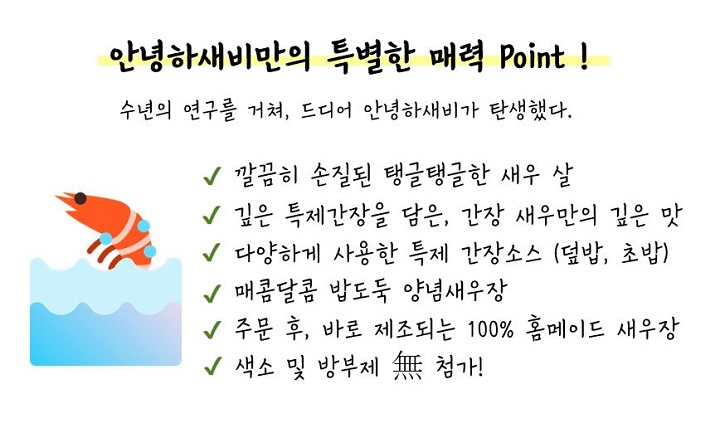 안녕하새비만의 특별한 매력 Point !
수년의 연구를 거쳐, 드디어 안녕하새비가 탄생했다.
✔ 깔끔히 손질된 탱글탱글한 새우 살
✔ 깊은 특제간장을 담은, 간장 새우만의 깊은 맛
✔ 다양하게 사용한 특제 간장소스 (덮밥, 초밥)
✔ 매콤달콤 밥도둑 양념새우장
✔ 주문 후, 바로 제조되는 100% 홈메이드 새우장
✔ 색소 및 방부제 無 첨가!